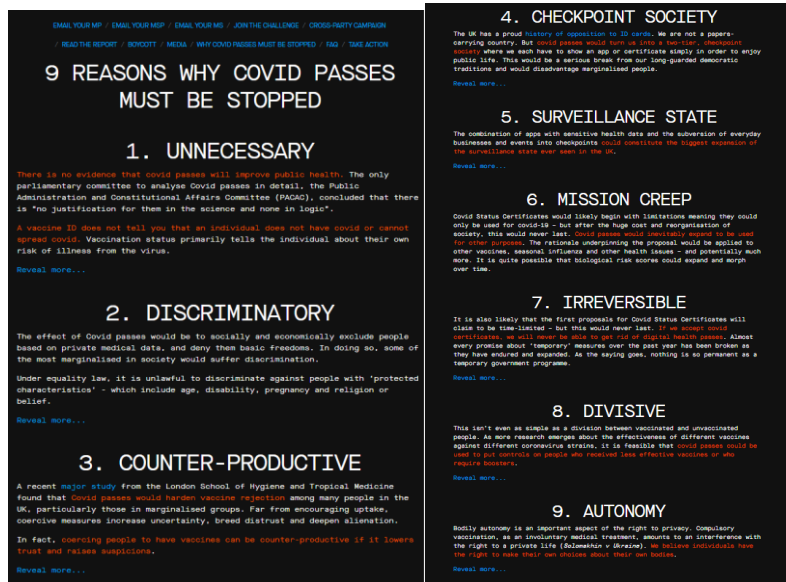 EMAIL YOUR MP / EMAIL YOUR MSP / EMAIL YOUR MS / JOIN THE CHALLENGE / CROSS-PARTY CAMPAIGN
/ READ THE REPORT / BOYCOTT / MEDIA / WHY COVID PASSES MUST BE STOPPED / FAQ / TAKE ACTION
9 REASONS WHY COVID PASSES
MUST BE STOPPED
1. UNNECESSARY
There is no evidence that covid passes will improve public health. The only
parliamentary committee to analyse Covid passes in detail, the Public
Administration and Constitutional Affairs Committee (PACAC), concluded that there
is "no justification for them in the science and none in logic".
A vaccine ID does not tell you that an individual does not have covid or cannot
spread covid. Vaccination status primarily tells the individual about their own
risk of illness from the virus.
Reveal more...
2. DISCRIMINATORY
The effect of Covid passes would be to socially and economically exclude people
based on private medical data, and deny them basic freedoms. In doing so, some of
the most marginalised in society would suffer discrimination.
Under equality law, it is unlawful to discriminate against people with 'protected
characteristics' - which include age, disability, pregnancy and religion or
belief.
Reveal more...
3. COUNTER-PRODUCTIVE
A recent major study from the London School of Hygiene and Tropical Medicine
found that Covid passes would harden vaccine rejection among many people in the
UK, particularly those in marginalised groups. Far from encouraging uptake,
coercive measures increase uncertainty, breed distrust and deepen alienation.
In fact, coercing people to have vaccines can be counter-productive if it lowers
trust and raises suspicions.
Reveal more...
4. CHECKPOINT SOCIETY
The UK has a proud history of opposition to ID cards. We are not a papers-
carrying country. But covid passes would turn us into a two-tier, checkpoint
society where we each have to show an app or certificate simply in order to enjoy
public life. This would be a serious break from our long-guarded democratic
traditions and would disadvantage marginalised people.
Reveal more...
5. SURVEILLANCE STATE
The combination of apps with sensitive health data and the subversion of everyday
businesses and events into checkpoints could constitute the biggest expansion of
the surveillance state ever seen in the UK.
Reveal more...
6. MISSION CREEP
Covid Status Certificates would likely begin with limitations meaning they could
only be used for covid-19 – but after the huge cost and reorganisation of
society, this would never last. Covid passes would inevitably expand to be used
for other purposes. The rationale underpinning the proposal would be applied to
other vaccines, seasonal influenza and other health issues – and potentially much
more. It is quite possible that biological risk scores could expand and morph
over time.
7. IRREVERSIBLE
It is also likely that the first proposals for Covid Status Certificates will
claim to be time-limited – but this would never last. If we accept covid
certificates, we will never be able to get rid of digital health passes. Almost
every promise about 'temporary' measures over the past year has been broken as
they have endured and expanded. As the saying goes, nothing is so permanent as a
temporary government programme.
Reveal more...
8. DIVISIVE
This isn't even as simple as a division between vaccinated and unvaccinated
people. As more research emerges about the effectiveness of different vaccines
against different coronavirus strains, it is feasible that covid passes could be
used to put controls on people who received less effective vaccines or who
require boosters.
Reveal more...
9. AUTONOMY
Bodily autonomy is an important aspect of the right to privacy. Compulsory
vaccination, as an involuntary medical treatment, amounts to an interference with
the right to a private life (Solomakhin v Ukraine). We believe individuals have
the right to make their own choices about their own bodies.
Reveal more...